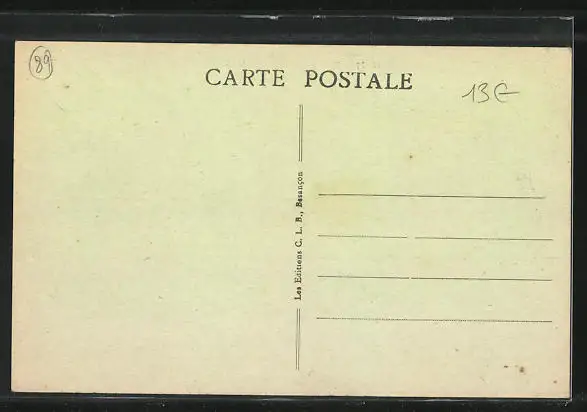 89
CARTE POSTALE
13€
Les Editions C. L. B., Besançon